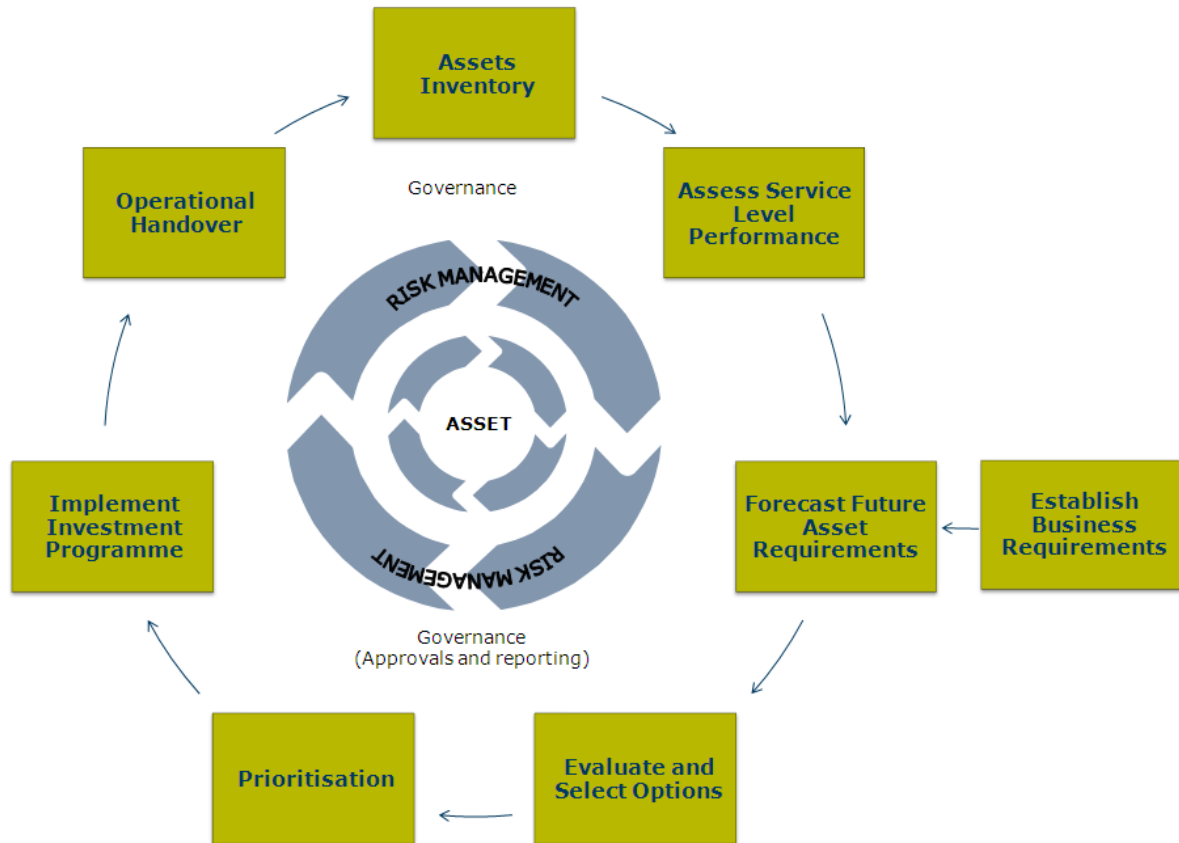 Assets
Inventory
Operational
Handover
Governance
Assess Service
Level
Performance
RISK MANAGEMENT
ASSET
Implement
Investment
Programme
Forecast Future
Asset
Requirements
Establish
Business
Requirements
RISK MANAGEMENT
Governance
(Approvals and reporting)
Prioritisation
Evaluate and
Select Options